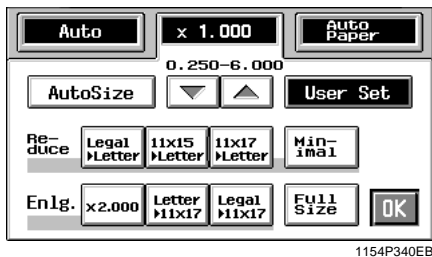 Auto
x 1.000
Auto
Paper
0.250-6.000
AutoSize
User Set
Re-
duce
Legal
▸Letter
11x15
▸Letter
11x17
▸Letter
Min-
imal
Enlg.
x2.000
Letter
▸11x17
Legal
▸11x17
Full
Size
OK
1154P340EB